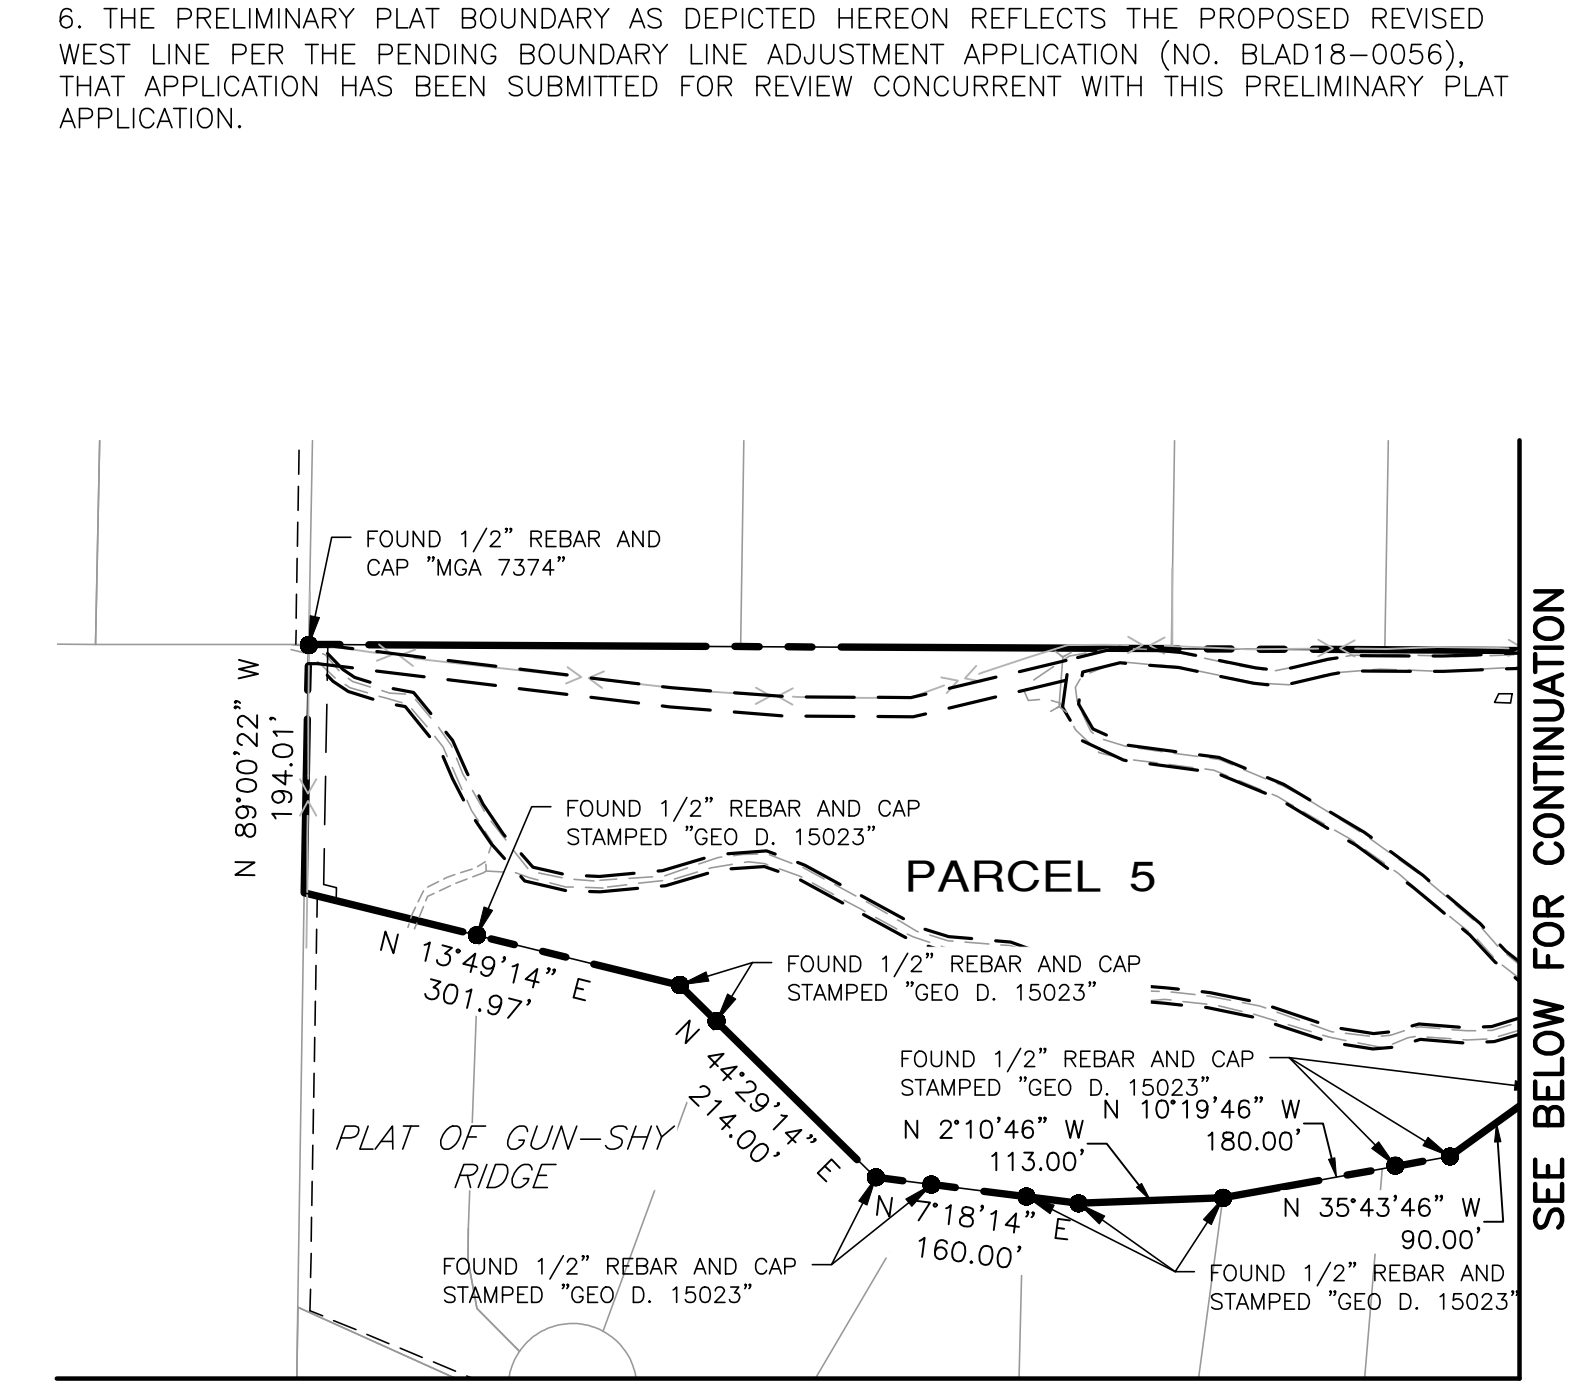 6. THE PRELIMINARY PLAT BOUNDARY AS DEPICTED HEREON REFLECTS THE PROPOSED REVISED
WEST LINE PER THE PENDING BOUNDARY LINE ADJUSTMENT APPLICATION (NO. BLAD18-0056),
THAT APPLICATION HAS BEEN SUBMITTED FOR REVIEW CONCURRENT WITH THIS PRELIMINARY PLAT
APPLICATION.
FOUND 1/2" REBAR AND
CAP "MGA 7374"
N 89°00'22" W
194.01'
FOUND 1/2" REBAR AND CAP
STAMPED "GEO D. 15023"
PARCEL 5
N 13°49'14" E
301.97'
FOUND 1/2" REBAR AND CAP
STAMPED "GEO D. 15023"
N 44°29'14" E
214.00'
FOUND 1/2" REBAR AND CAP
STAMPED "GEO D. 15023"
N 10°19'46" W
180.00'
N 2°10'46" W
113.00'
PLAT OF GUN-SHY
RIDGE
N 7°18'14" E
160.00'
N 35°43'46" W
90.00'
FOUND 1/2" REBAR AND CAP
STAMPED "GEO D. 15023"
FOUND 1/2" REBAR AND
STAMPED "GEO D. 15023"
SEE BELOW FOR CONTINUATION